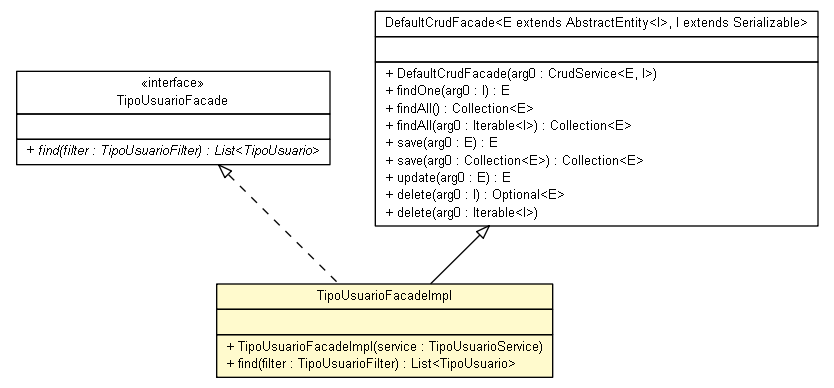 DefaultCrudFacade<E extends AbstractEntity<I>, I extends Serializable>
+ DefaultCrudFacade(arg0 : CrudService<E, I>)
+ findOne(arg0 : I) : E
+ findAll() : Collection<E>
+ findAll(arg0 : Iterable<I>) : Collection<E>
+ save(arg0 : E) : E
+ save(arg0 : Collection<E>) : Collection<E>
+ update(arg0 : E) : E
+ delete(arg0 : I) : Optional<E>
+ delete(arg0 : Iterable<I>)
«interface»
TipoUsuarioFacade
+ find(filter : TipoUsuarioFilter) : List<TipoUsuario>
TipoUsuarioFacadeImpl
+ TipoUsuarioFacadeImpl(service : TipoUsuarioService)
+ find(filter : TipoUsuarioFilter) : List<TipoUsuario>